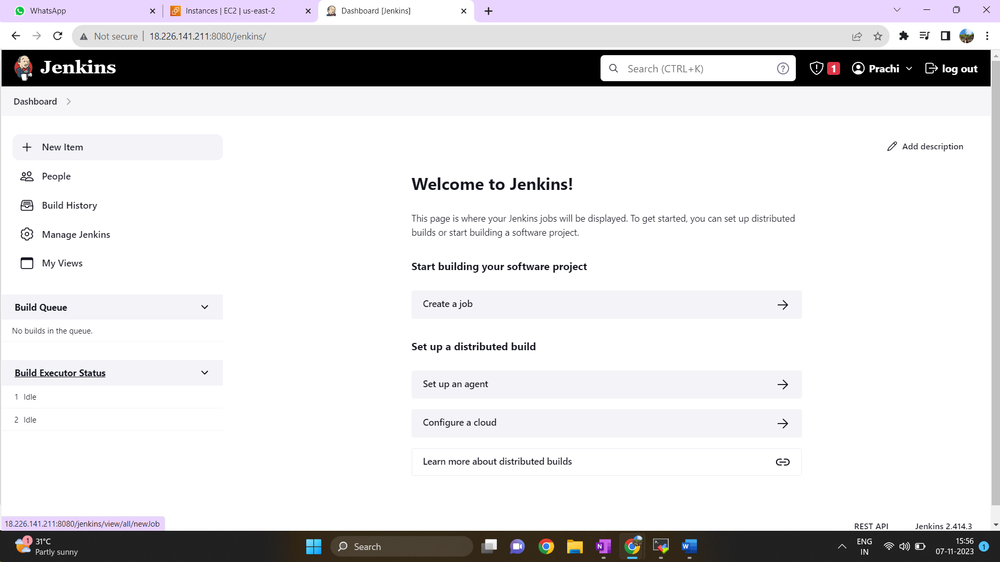 WhatsApp
Instances | EC2 | us-east-2
Dashboard [Jenkins]
Not secure
18.226.141.211:8080/jenkins/
Jenkins
Search (CTRL+K)
1
Prachi
log out
Dashboard
New Item
People
Build History
Manage Jenkins
My Views
Build Queue
No builds in the queue.
Build Executor Status
1 Idle
2 Idle
Add description
Welcome to Jenkins!
This page is where your Jenkins jobs will be displayed. To get started, you can set up distributed
builds or start building a software project.
Start building your software project
Create a job
Set up a distributed build
Set up an agent
Configure a cloud
Learn more about distributed builds
18.226.141.211:8080/jenkins/view/all/newJob
REST API
Jenkins 2.414.3
1
31°C
Partly sunny
Search
ENG
IN
15:56
07-11-2023
1